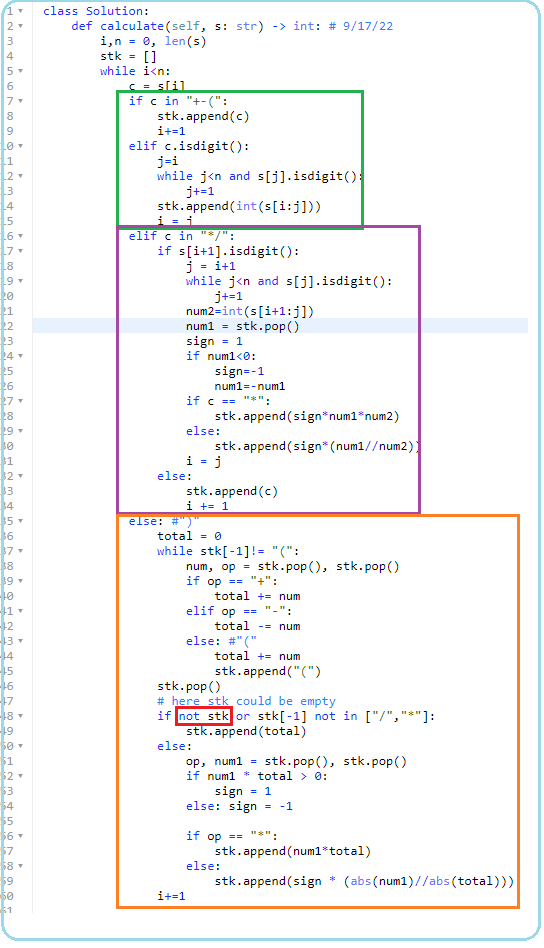 1 class Solution:
2 def calculate(self, s: str) -> int: # 9/17/22
3 i,n = 0, len(s)
4 stk = []
5 while i<n:
6 c = s[i]
7 if c in "+-(":
8 stk.append(c)
9 i+=1
10 elif c.isdigit():
11 j=i
12 while j<n and s[j].isdigit():
13 j+=1
14 stk.append(int(s[i:j]))
15 i = j
16 elif c in "*/":
17 if s[i+1].isdigit():
18 j = i+1
19 while j<n and s[j].isdigit():
20 j+=1
21 num2=int(s[i+1:j])
22 num1 = stk.pop()
23 sign = 1
24 if num1<0:
25 sign=-1
26 num1=-num1
27 if c == "*":
28 stk.append(sign*num1*num2)
29 else:
30 stk.append(sign*(num1//num2))
31 i = j
32 else:
33 stk.append(c)
34 i += 1
35 else: #")"
36 total = 0
37 while stk[-1]!= "(":
38 num, op = stk.pop(), stk.pop()
39 if op == "+":
40 total += num
41 elif op == "-":
42 total -= num
43 else: #"("
44 total += num
45 stk.append("(")
46 stk.pop()
47 # here stk could be empty
48 if not stk or stk[-1] not in ["/","*"]:
49 stk.append(total)
50 else:
51 op, num1 = stk.pop(), stk.pop()
52 if num1 * total > 0:
53 sign = 1
54 else: sign = -1
55
56 if op == "*":
57 stk.append(num1*total)
58 else:
59 stk.append(sign * (abs(num1)//abs(total)))
60 i+=1
61